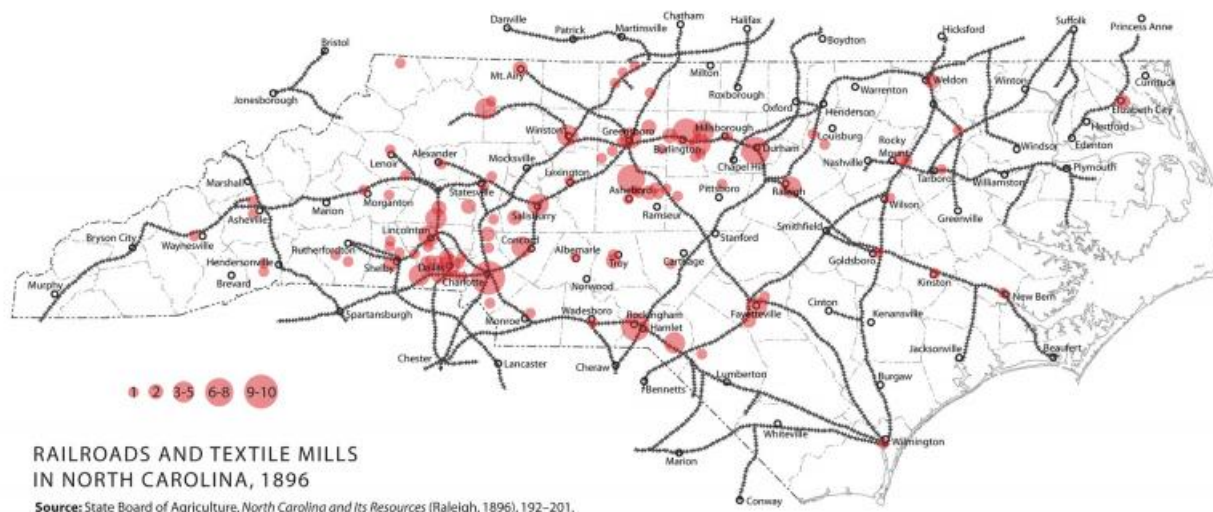 Danville
Patrick
Martinsville
Chatham
Halifax
Boydton
Hicksford
Suffolk
Princess Anne
Bristol
Jonesborough
Mt. Airy
Milton
Roxborough
Oxford
Henderson
Warrenton
Weldon
Winton
Currituck
Elizabeth City
Hertford
Edenton
Windsor
Winston
Greensboro
Burlington
Hillsborough
Durham
Chapel Hill
Louisburg
Nashville
Rocky
Mount
Tarboro
Williamston
Plymouth
Lenoir
Alexander
Mocksville
Lexington
Asheboro
Ramseur
Pittsboro
Raleigh
Wilson
Greenville
Marshall
Asheville
Marion
Morganton
Statesville
Salisbury
Smithfield
Goldsboro
Bryson City
Waynesville
Hendersonville
Brevard
Rutherfordton
Lincolnton
Shelby
Dallas
Charlotte
Concord
Albemarle
Troy
Norwood
Carthage
Stanford
Kinston
New Bern
Murphy
Spartansburgh
Monroe
Wadesboro
Rockingham
Hamlet
Fayetteville
Clinton
Kenansville
Jacksonville
Beaufert
Chester
Lancaster
Cheraw
Bennetts
Lumberton
Burgaw
Whiteville
Wilmington
Marion
Conway
1 2 3-5 6-8 9-10
RAILROADS AND TEXTILE MILLS
IN NORTH CAROLINA, 1896
Source: State Board of Agriculture, North Carolina and Its Resources (Raleigh, 1896), 192–201.